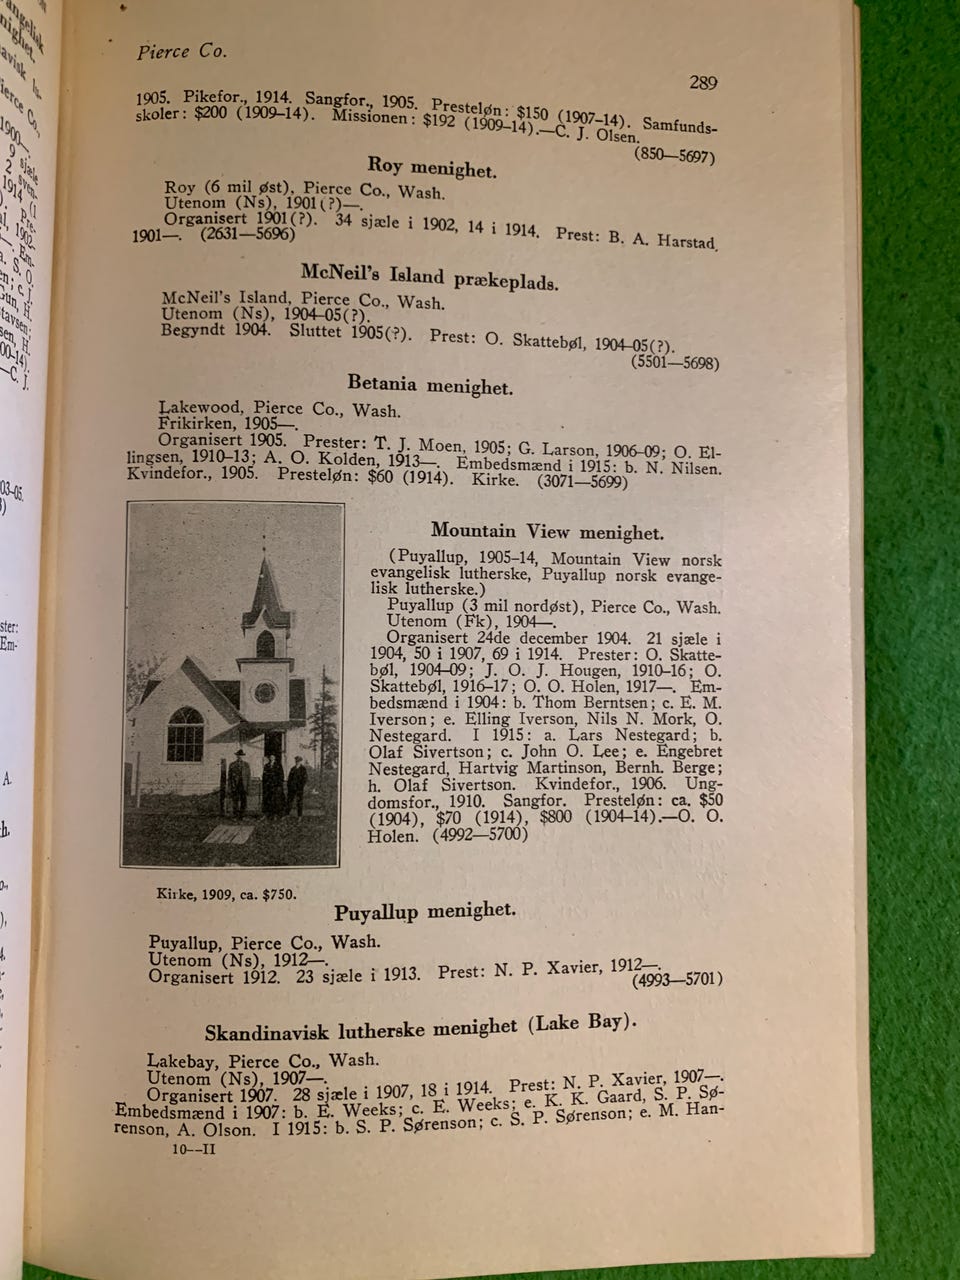 Pierce Co.
289
1905. Pikefor., 1914. Sangfor., 1905. Presteløn: $150 (1907–14). Samfunds-
skoler: $200 (1909–14). Missionen: $192 (1909–14).—C. J. Olsen.
(850—5697)
Roy menighet.
Roy (6 mil øst), Pierce Co., Wash.
Utenom (Ns), 1901(?)—.
Organisert 1901(?). 34 sjæle i 1902, 14 i 1914. Prest: B. A. Harstad,
1901—. (2631—5696)
McNeil's Island prækeplads.
McNeil's Island, Pierce Co., Wash.
Utenom (Ns), 1904–05(?).
Begyndt 1904. Sluttet 1905(?). Prest: O. Skattebøl, 1904–05(?).
(5501—5698)
Betania menighet.
Lakewood, Pierce Co., Wash.
Frikirken, 1905—.
Organisert 1905. Prester: T. J. Moen, 1905; G. Larson, 1906–09; O. El-
lingsen, 1910–13; A. O. Kolden, 1913—. Embedsmænd i 1915: b. N. Nilsen.
Kvindefor., 1905. Presteløn: $60 (1914). Kirke. (3071—5699)
Mountain View menighet.
(Puyallup, 1905–14, Mountain View norsk
evangelisk lutherske, Puyallup norsk evange-
lisk lutherske.)
Puyallup (3 mil nordøst), Pierce Co., Wash.
Utenom (Fk), 1904—.
Organisert 24de december 1904. 21 sjæle i
1904, 50 i 1907, 69 i 1914. Prester: O. Skatte-
bøl, 1904–09; J. O. J. Hougen, 1910–16; O.
Skattebøl, 1916–17; O. O. Holen, 1917—. Em-
bedsmænd i 1904: b. Thom Berntsen; c. E. M.
Iverson; e. Elling Iverson, Nils N. Mork, O.
Nestegard. I 1915: a. Lars Nestegard; b.
Olaf Sivertson; c. John O. Lee; e. Engebret
Nestegard, Hartvig Martinson, Bernh. Berge;
h. Olaf Sivertson. Kvindefor., 1906. Ung-
domsfor., 1910. Sangfor. Presteløn: ca. $50
(1904), $70 (1914), $800 (1904–14).—O. O.
Holen. (4992—5700)
Kirke, 1909, ca. $750.
Puyallup menighet.
Puyallup, Pierce Co., Wash.
Utenom (Ns), 1912—.
Organisert 1912. 23 sjæle i 1913. Prest: N. P. Xavier, 1912—.
(4993—5701)
Skandinavisk lutherske menighet (Lake Bay).
Lakebay, Pierce Co., Wash.
Utenom (Ns), 1907—.
Organisert 1907. 28 sjæle i 1907, 18 i 1914. Prest: N. P. Xavier, 1907—.
Embedsmænd i 1907: b. E. Weeks; c. E. Weeks; e. K. K. Gaard, S. P. Sø-
renson, A. Olson. I 1915: b. S. P. Sørenson; c. S. P. Sørenson; e. M. Han-
10--II